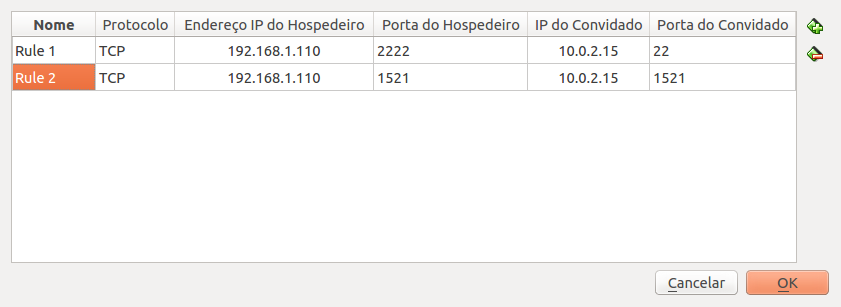 Nome Protocolo Endereço IP do Hospedeiro Porta do Hospedeiro IP do Convidado Porta do Convidado
Rule 1 TCP 192.168.1.110 2222 10.0.2.15 22
Rule 2 TCP 192.168.1.110 1521 10.0.2.15 1521
Cancelar OK